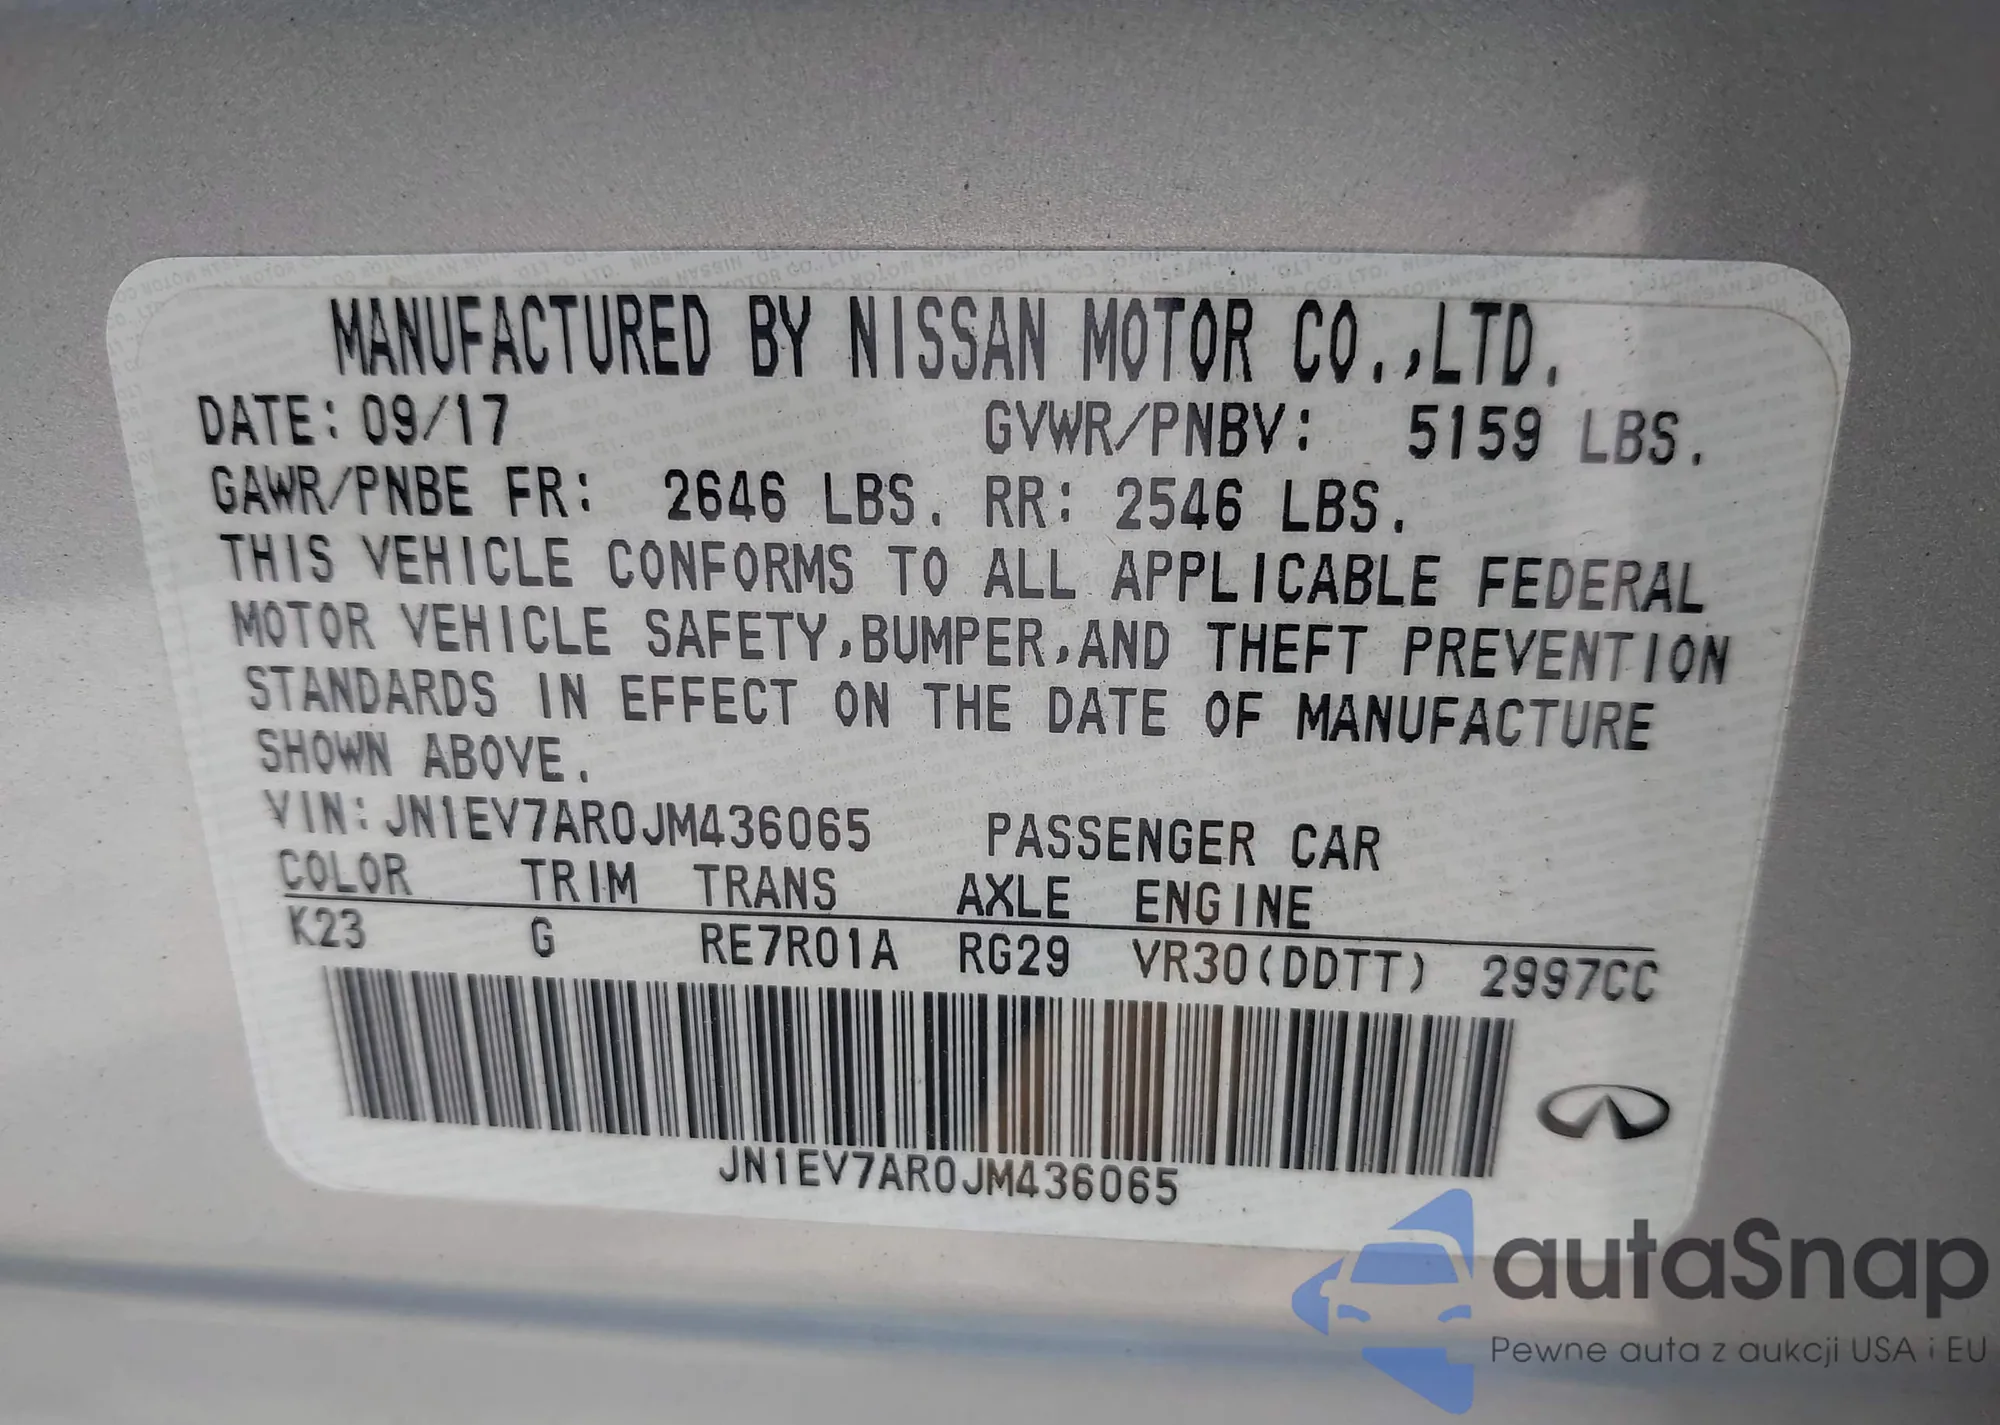 MANUFACTURED BY NISSAN MOTOR CO.,LTD.
DATE: 09/17 GVWR/PNBV: 5159 LBS.
GAWR/PNBE FR: 2646 LBS. RR: 2546 LBS.
THIS VEHICLE CONFORMS TO ALL APPLICABLE FEDERAL
MOTOR VEHICLE SAFETY,BUMPER,AND THEFT PREVENTION
STANDARDS IN EFFECT ON THE DATE OF MANUFACTURE
SHOWN ABOVE.
VIN:JN1EV7AR0JM436065 PASSENGER CAR
COLOR TRIM TRANS AXLE ENGINE
K23 G RE7R01A RG29 VR30(DDTT) 2997CC
JN1EV7AR0JM436065
autaSnap
Pewne auta z aukcji USA i EU